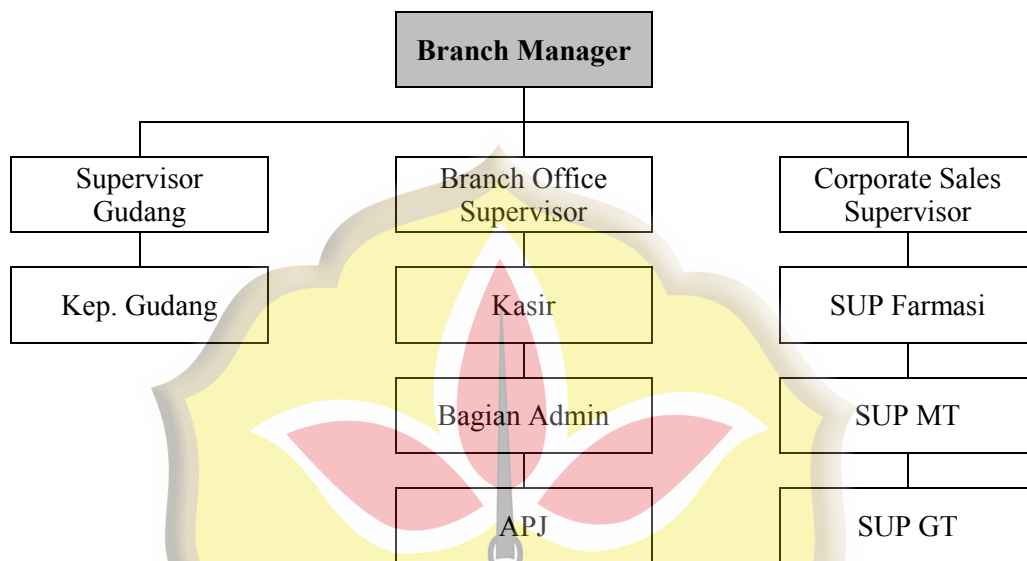 Branch Manager
Supervisor
Gudang
Branch Office
Supervisor
Corporate Sales
Supervisor
Kep. Gudang
Kasir
SUP Farmasi
Bagian Admin
SUP MT
APJ
SUP GT